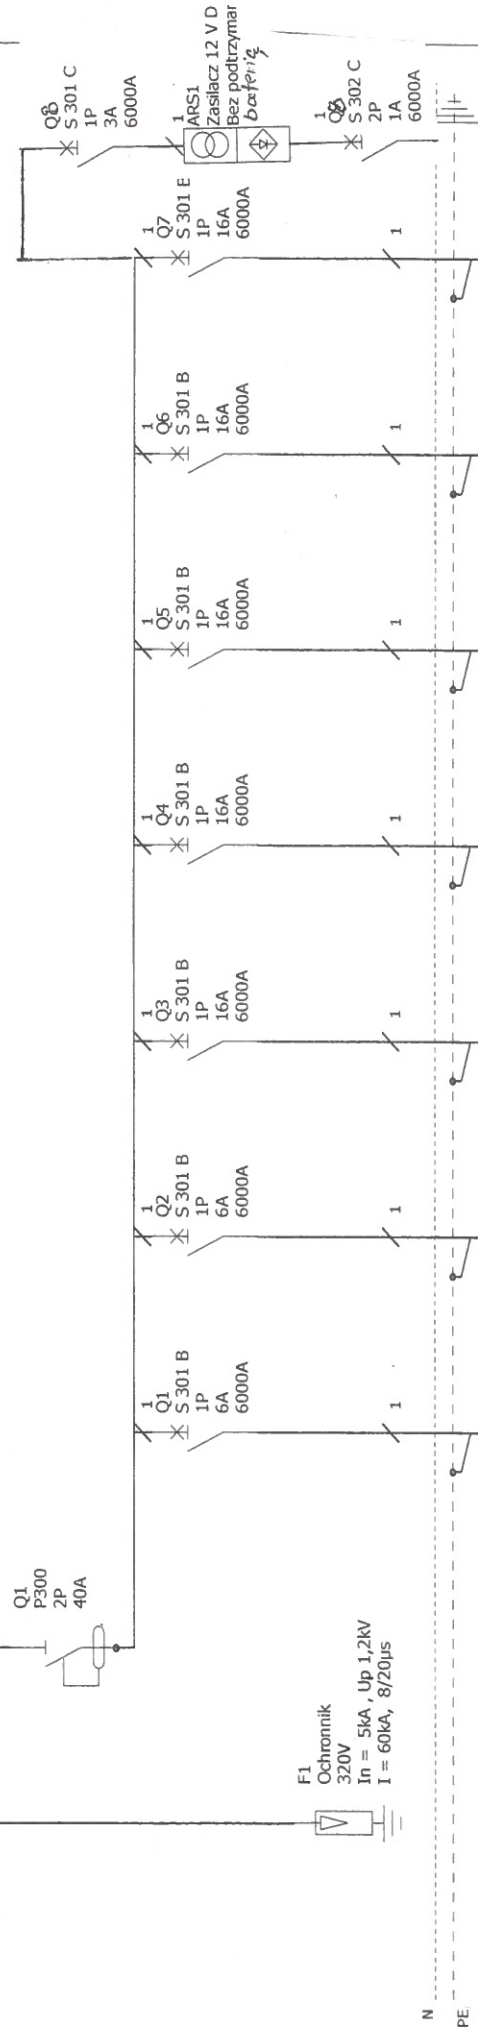 Q8
S 301 C
1P
3A
6000A
1
ARS1
Zasilacz 12 V D
Bez podtrzymar
baterię
1
S 302 C
2P
1A
6000A
1
Q7
S 301 E
1P
16A
6000A
1
1
Q6
S 301 B
1P
16A
6000A
1
1
Q5
S 301 B
1P
16A
6000A
1
1
Q4
S 301 B
1P
16A
6000A
1
1
Q3
S 301 B
1P
16A
6000A
1
1
Q2
S 301 B
1P
6A
6000A
1
1
Q1
S 301 B
1P
6A
6000A
1
Q1
P300
2P
40A
F1
Ochronnik
320V
In = 5kA , Up 1,2kV
I = 60kA, 8/20µs
N
PE